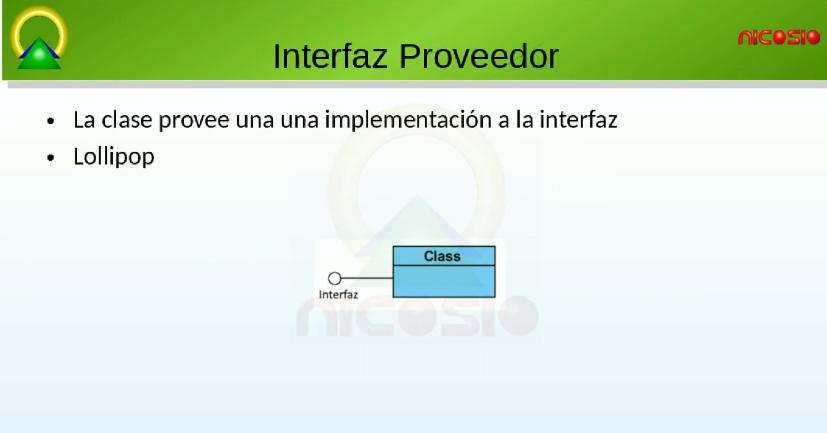 nicosio
Interfaz Proveedor
La clase provee una una implementación a la interfaz
Lollipop
Class
Interfaz
nicosio